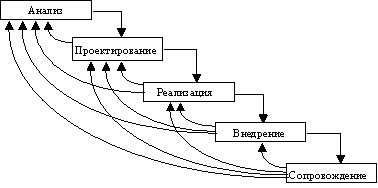 Анализ
Проектирование
Реализация
Внедрение
Сопровождение